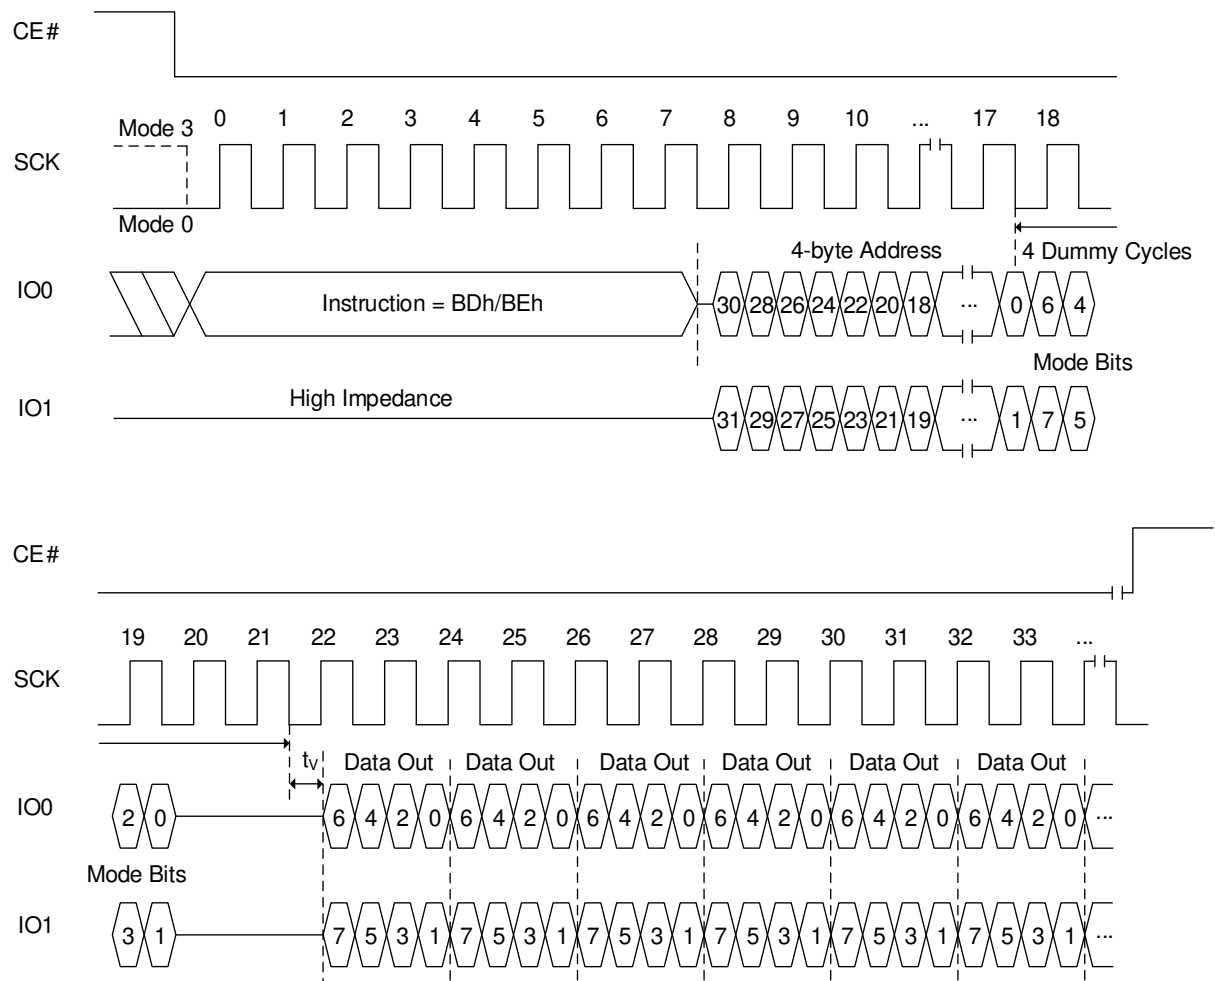 CE#
0 1 2 3 4 5 6 7 8 9 10 ... 17 18
Mode 3
SCK
Mode 0
4-byte Address 4 Dummy Cycles
IO0 Instruction = BDh/BEh 30 28 26 24 22 20 18 ... 0 6 4
Mode Bits
IO1 High Impedance 31 29 27 25 23 21 19 ... 1 7 5
CE#
19 20 21 22 23 24 25 26 27 28 29 30 31 32 33 ...
SCK
tV Data Out Data Out Data Out Data Out Data Out Data Out
IO0 2 0 6 4 2 0 6 4 2 0 6 4 2 0 6 4 2 0 6 4 2 0 6 4 2 0 ...
Mode Bits
IO1 3 1 7 5 3 1 7 5 3 1 7 5 3 1 7 5 3 1 7 5 3 1 7 5 3 1 ...